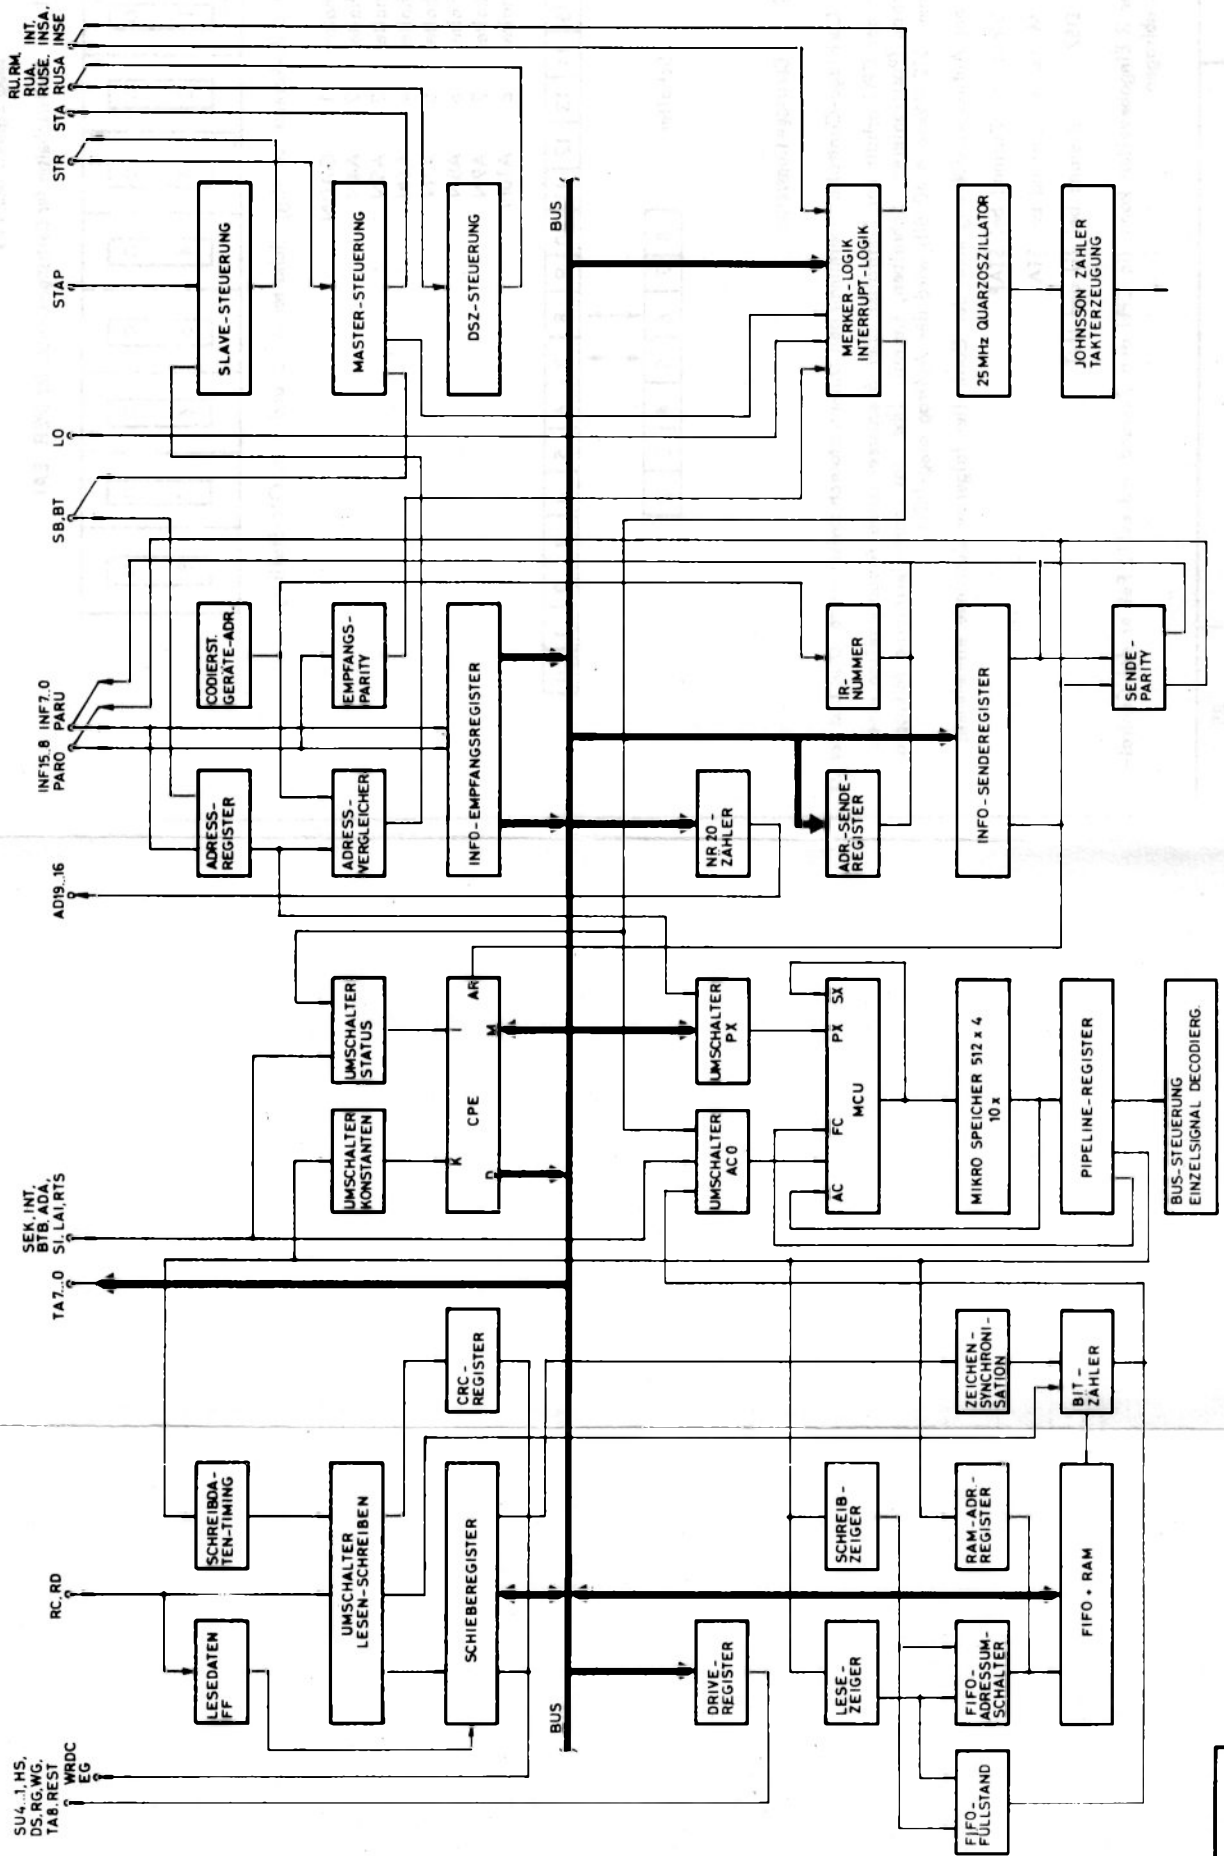 SU4...1, HS,
DS, RG, WG,
TA8, REST
WRDC
EG
RC, RD
TA 7...0
SEK, INT,
BTB, ADA,
SI, LAI, RTS
AD19...16
INF15..8
PARO
INF7..0
PARU
SB, BT
LO
STAP
STR
STA
RU, RM,
RUA,
RUSE,
RUSA
INT,
INSA,
INSE
LESEDATEN
FF
SCHREIBDA-
TEN-TIMING
ADRESS-
REGISTER
CODIERST.
GERÄTE-ADR.
SLAVE-STEUERUNG
UMSCHALTER
LESEN-SCHREIBEN
UMSCHALTER
KONSTANTEN
UMSCHALTER
STATUS
ADRESS-
VERGLEICHER
EMPFANGS-
PARITY
MASTER-STEUERUNG
SCHIEBEREGISTER
CRC-
REGISTER
K
I
AR
CPE
D
M
INFO-EMPFANGSREGISTER
DSZ-STEUERUNG
BUS
BUS
DRIVE-
REGISTER
UMSCHALTER
AC0
UMSCHALTER
PX
NR 20-
ZÄHLER
LESE-
ZEIGER
SCHREIB-
ZEIGER
AC
FC
PX
SX
MCU
ADR.-SENDE-
REGISTER
IR-
NUMMER
MERKER-LOGIK
INTERRUPT-LOGIK
FIFO-
FÜLLSTAND
FIFO-
ADRESSUM-
SCHALTER
RAM-ADR.-
REGISTER
ZEICHEN-
SYNCHRONI-
SATION
MIKRO SPEICHER 512 x 4
10 x
INFO-SENDEREGISTER
25MHz QUARZOSZILLATOR
FIFO + RAM
BIT-
ZÄHLER
PIPELINE-REGISTER
SENDE-
PARITY
JOHNSSON ZÄHLER
TAKTERZEUGUNG
BUS-STEUERUNG
EINZELSIGNAL DECODIERG.